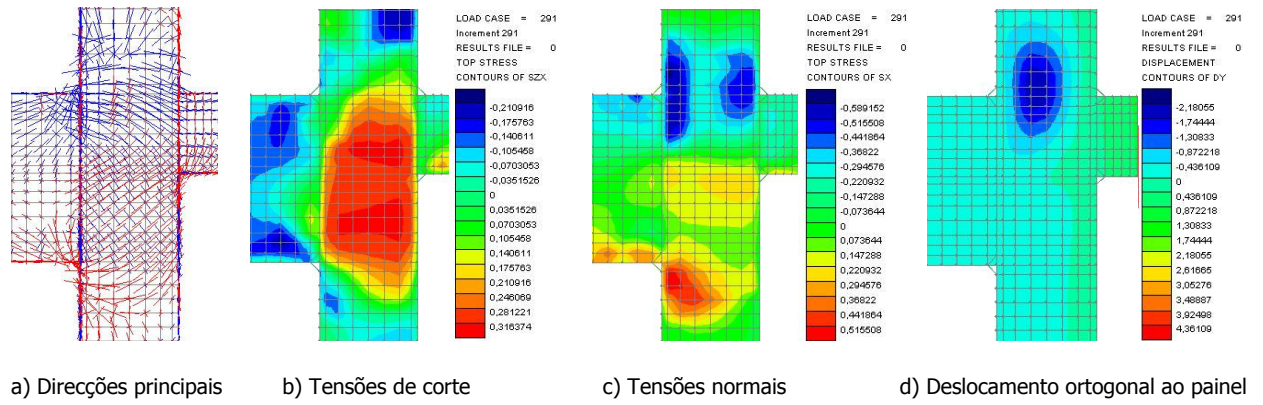 LOAD CASE = 291
Increment 291
RESULTS FILE = 0
TOP STRESS
CONTOURS OF SZX
-0,210916
-0,175763
-0,140611
-0,105458
-0,0703053
-0,0351526
0
0,0351526
0,0703053
0,105458
0,140611
0,175763
0,210916
0,246069
0,281221
0,316374
LOAD CASE = 291
Increment 291
RESULTS FILE = 0
TOP STRESS
CONTOURS OF SX
-0,589152
-0,515508
-0,441864
-0,36822
-0,294576
-0,220932
-0,147288
-0,073644
0
0,073644
0,147288
0,220932
0,294576
0,36822
0,441864
0,515508
LOAD CASE = 291
Increment 291
RESULTS FILE = 0
DISPLACEMENT
CONTOURS OF DY
-2,18055
-1,74444
-1,30833
-0,872218
-0,436109
0
0,436109
0,872218
1,30833
1,74444
2,18055
2,61665
3,05276
3,48887
3,92498
4,36109
a) Direcções principais
b) Tensões de corte
c) Tensões normais
d) Deslocamento ortogonal ao painel